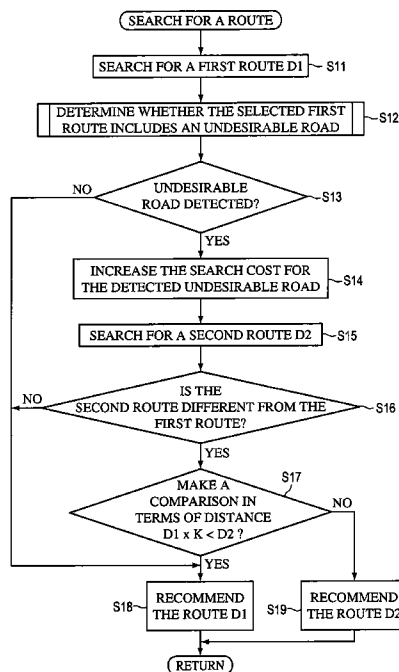 SEARCH FOR A ROUTE
SEARCH FOR A FIRST ROUTE D1
S11
DETERMINE WHETHER THE SELECTED FIRST
ROUTE INCLUDES AN UNDESIRABLE ROAD
S12
NO
UNDESIRABLE
ROAD DETECTED?
S13
YES
INCREASE THE SEARCH COST FOR
THE DETECTED UNDESIRABLE ROAD
S14
SEARCH FOR A SECOND ROUTE D2
S15
NO
IS THE
SECOND ROUTE DIFFERENT FROM THE
FIRST ROUTE?
S16
YES
S17
MAKE A
COMPARISON IN
TERMS OF DISTANCE
D1 x K < D2 ?
NO
YES
S18
RECOMMEND
THE ROUTE D1
S19
RECOMMEND
THE ROUTE D2
RETURN